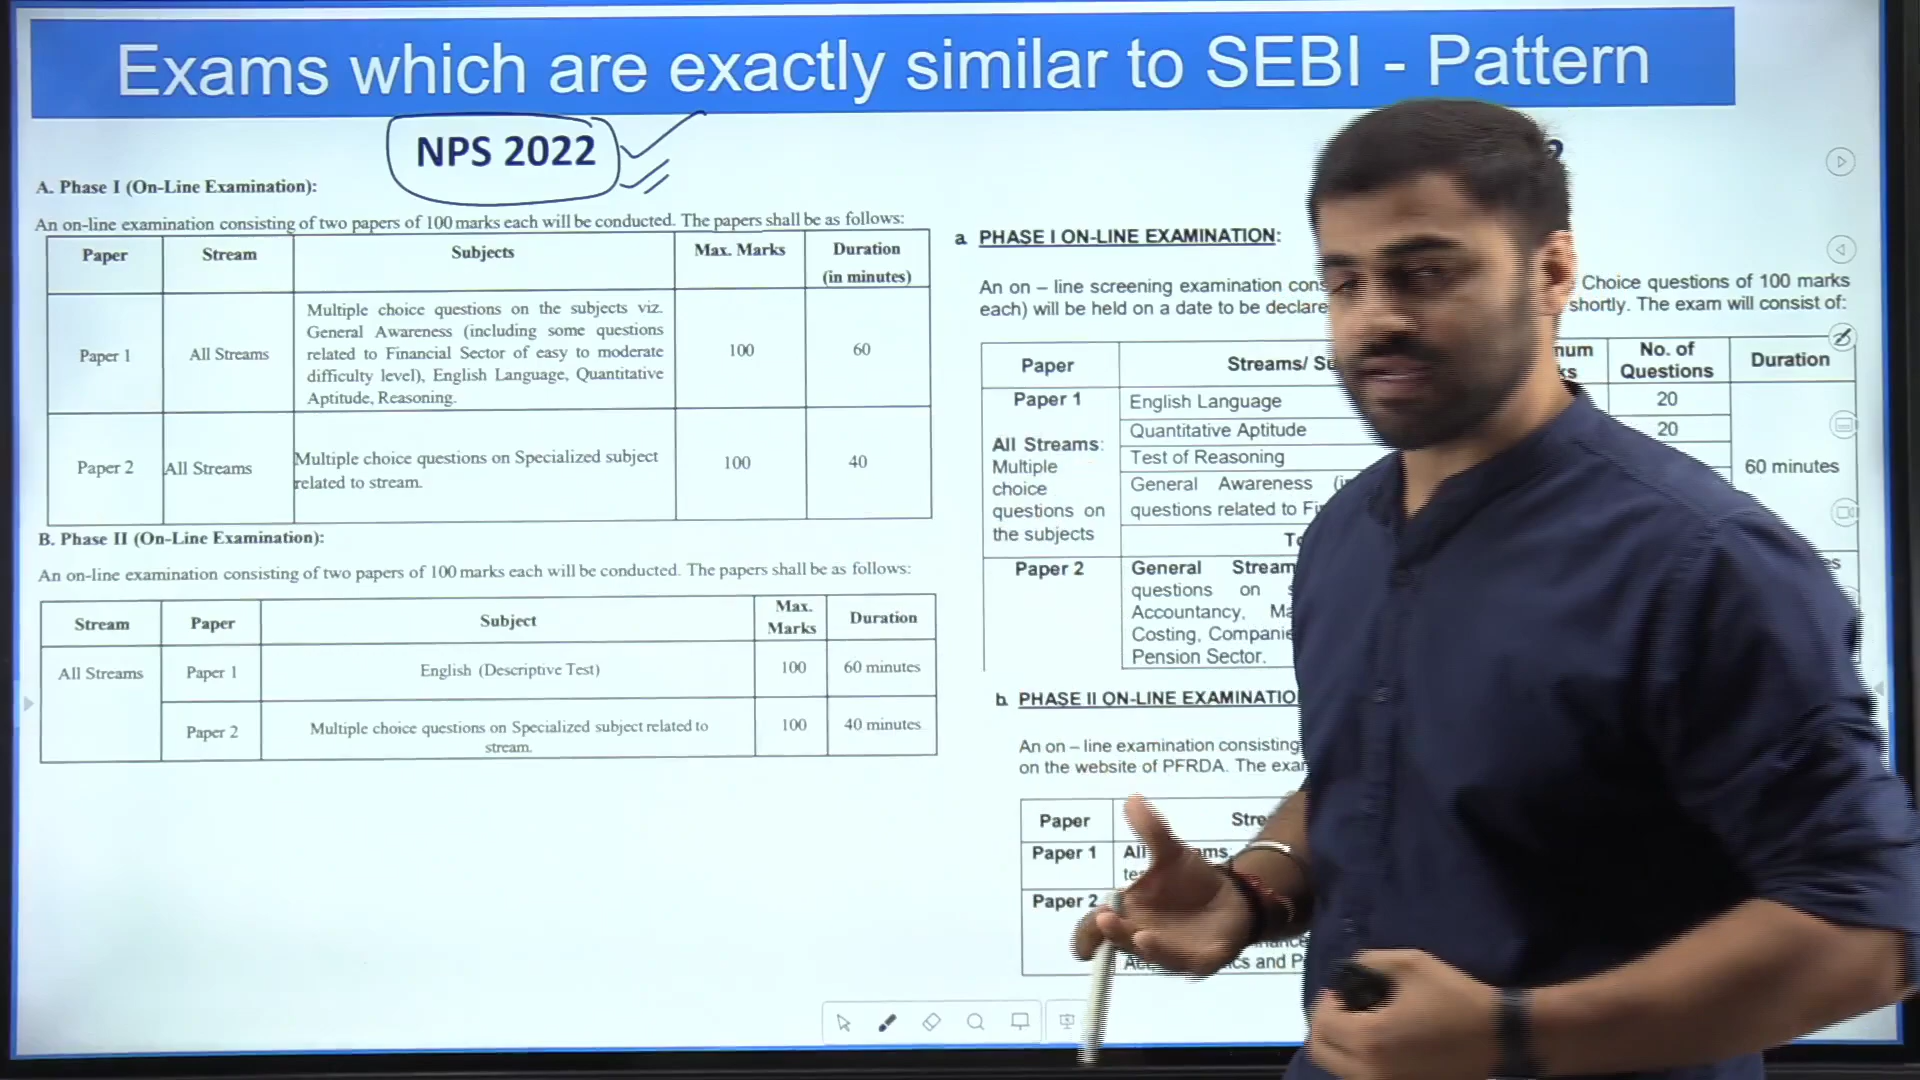 Exams which are exactly similar to SEBI - Pattern
NPS 2022
A. Phase I (On-Line Examination):
An on-line examination consisting of two papers of 100 marks each will be conducted. The papers shall be as follows:
Paper Stream Subjects Max. Marks Duration
(in minutes)
Paper 1 All Streams Multiple choice questions on the subjects viz.
General Awareness (including some questions
related to Financial Sector of easy to moderate
difficulty level), English Language, Quantitative
Aptitude, Reasoning.
100 60
Paper 2 All Streams Multiple choice questions on Specialized subject
related to stream.
100 40
B. Phase II (On-Line Examination):
An on-line examination consisting of two papers of 100 marks each will be conducted. The papers shall be as follows:
Stream Paper Subject Max.
Marks
Duration
All Streams Paper 1 English (Descriptive Test) 100 60 minutes
Paper 2 Multiple choice questions on Specialized subject related to
stream.
100 40 minutes
a. PHASE I ON-LINE EXAMINATION:
An on – line screening examination Choice questions of 100 marks
each) will be held on a date to be shortly. The exam will consist of:
Paper Streams/ No. of
Questions
Duration
Paper 1 English Language 20
Quantitative Aptitude 20
All Streams:
Multiple
choice
questions on
the subjects
Test of Reasoning
General Awareness
questions related to
60 minutes
Paper 2 General
questions on
Accountancy,
Costing,
Pension Sector.
b. PHASE II ON-LINE
An on – line examination consisting
on the website of PFRDA. The
Paper
Paper 1 All
Paper 2
and